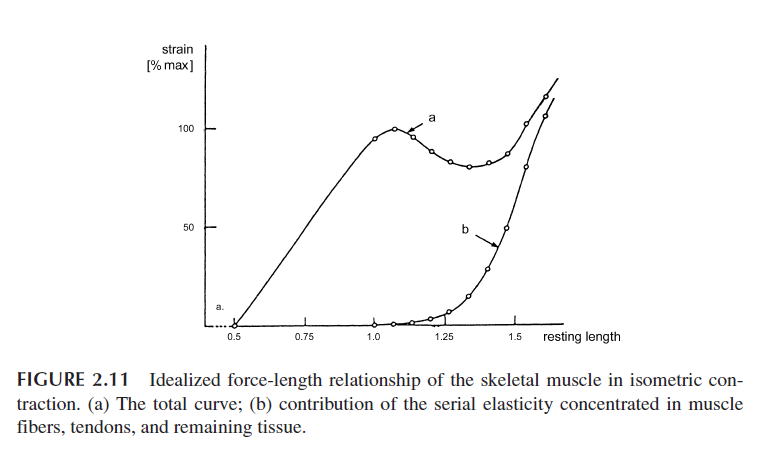 strain
[% max]
100
a
50
b
a.
0.5 0.75 1.0 1.25 1.5 resting length
FIGURE 2.11 Idealized force-length relationship of the skeletal muscle in isometric con-
traction. (a) The total curve; (b) contribution of the serial elasticity concentrated in muscle
fibers, tendons, and remaining tissue.